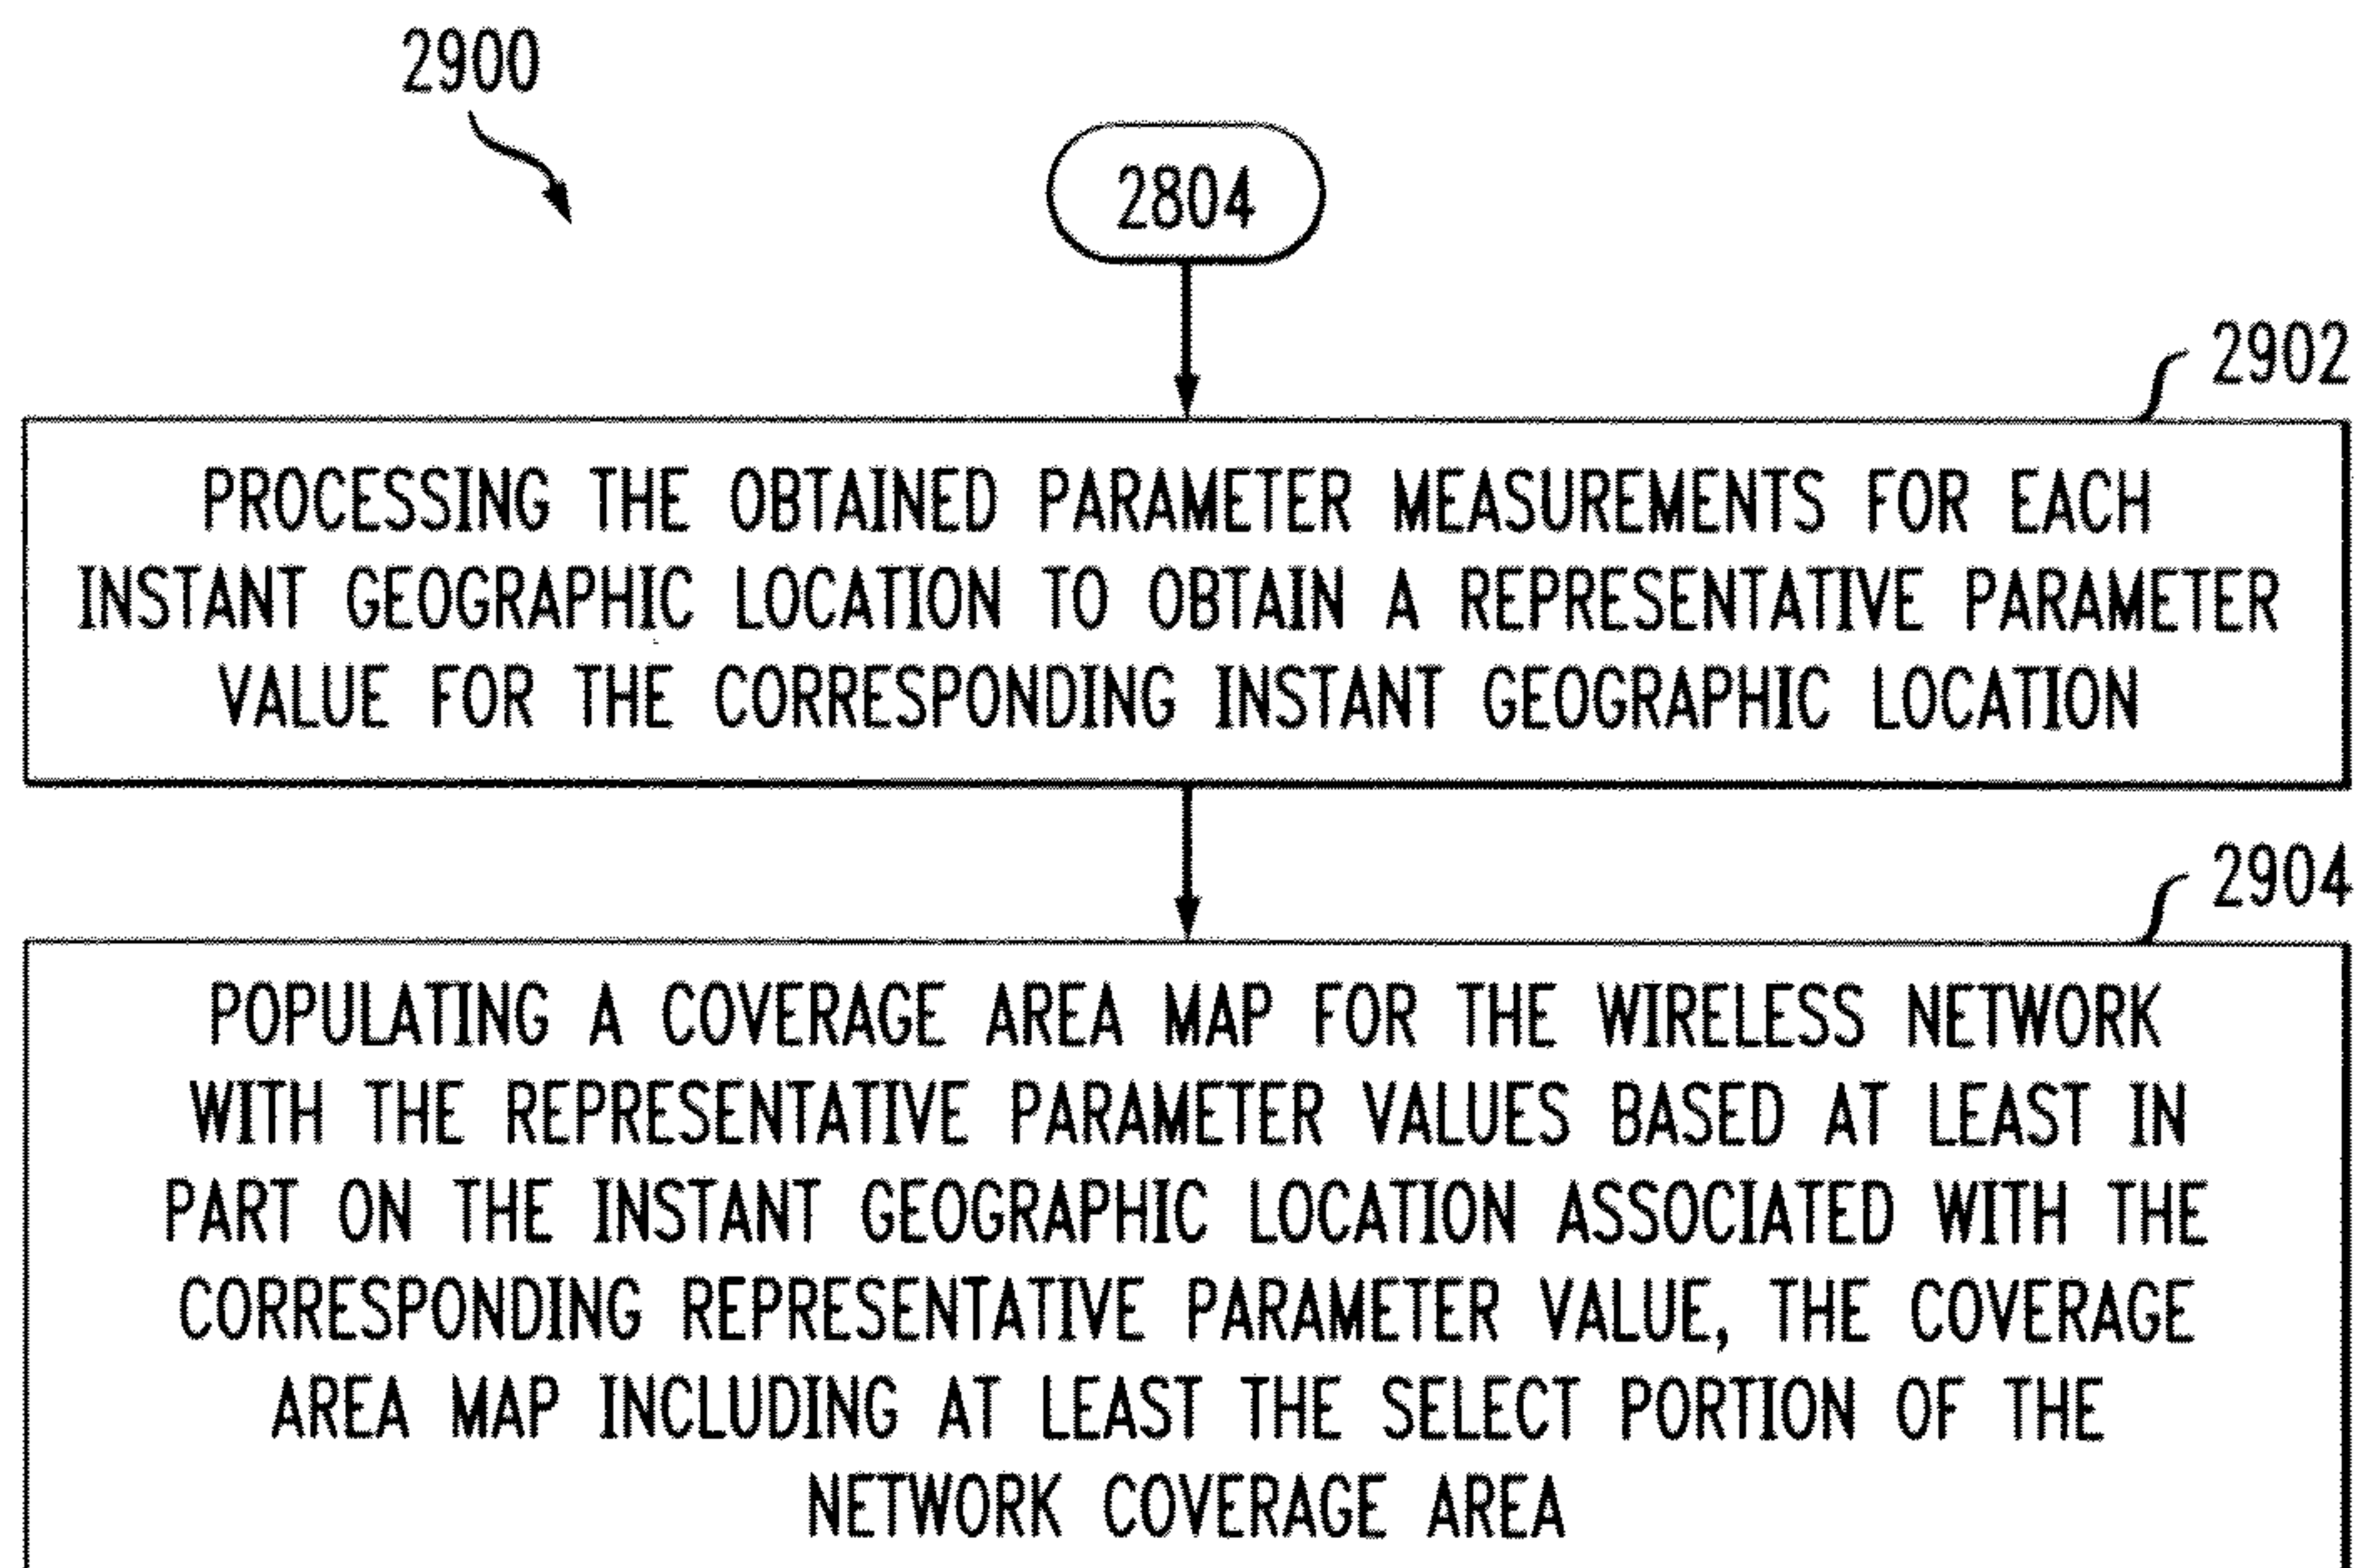 2900
2804
2902
PROCESSING THE OBTAINED PARAMETER MEASUREMENTS FOR EACH
INSTANT GEOGRAPHIC LOCATION TO OBTAIN A REPRESENTATIVE PARAMETER
VALUE FOR THE CORRESPONDING INSTANT GEOGRAPHIC LOCATION
2904
POPULATING A COVERAGE AREA MAP FOR THE WIRELESS NETWORK
WITH THE REPRESENTATIVE PARAMETER VALUES BASED AT LEAST IN
PART ON THE INSTANT GEOGRAPHIC LOCATION ASSOCIATED WITH THE
CORRESPONDING REPRESENTATIVE PARAMETER VALUE, THE COVERAGE
AREA MAP INCLUDING AT LEAST THE SELECT PORTION OF THE
NETWORK COVERAGE AREA